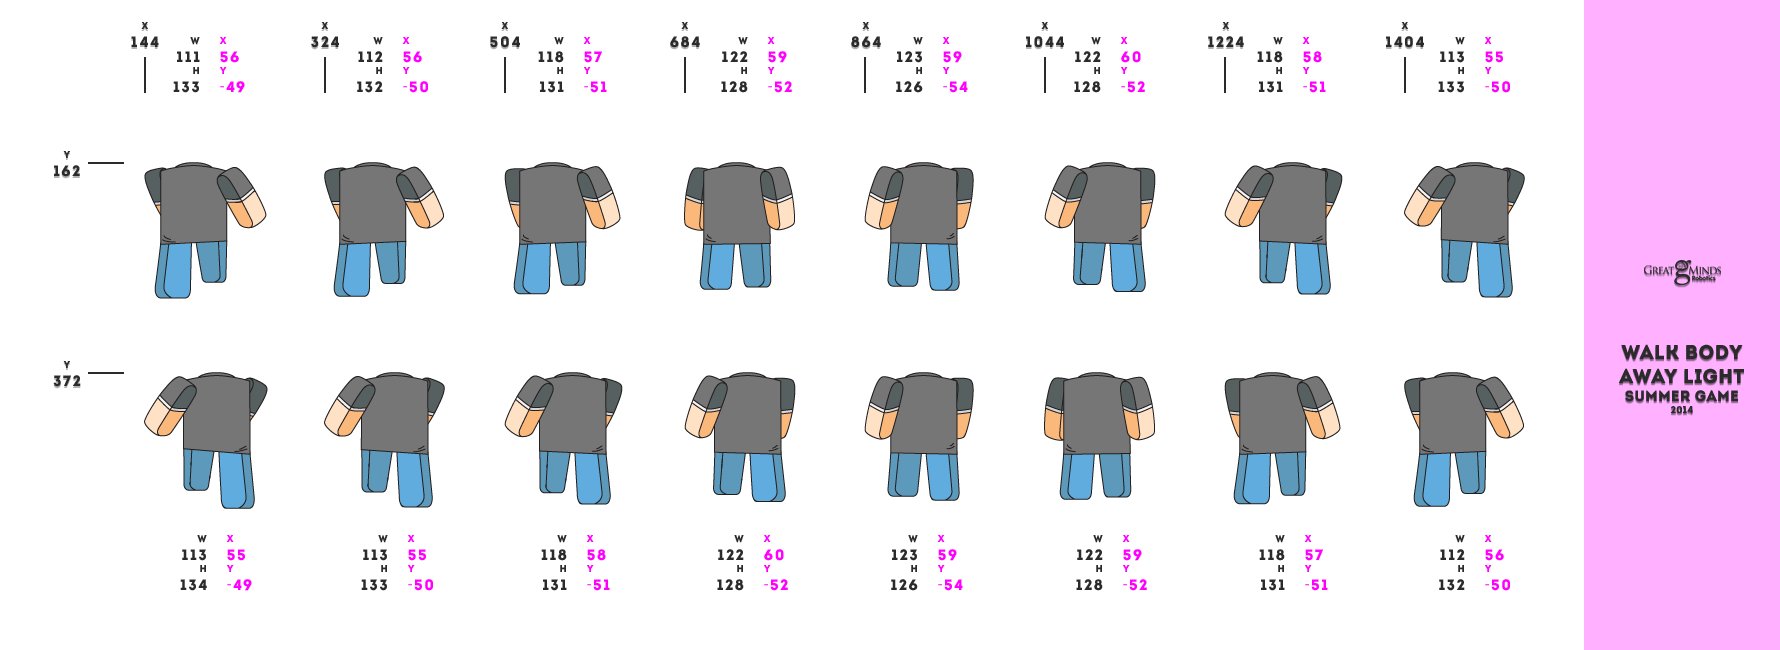 X X X X X X X X
144 W X 324 W X 504 W X 684 W X 864 W X 1044 W X 1224 W X 1404 W X
111 56 112 56 118 57 122 59 123 59 122 60 118 58 113 55
H Y H Y H Y H Y H Y H Y H Y H Y
133 -49 132 -50 131 -51 128 -52 126 -54 128 -52 131 -51 133 -50
Y
162
Y
372
W X W X W X W X W X W X W X W X
113 55 113 55 118 58 122 60 123 59 122 59 118 57 112 56
H Y H Y H Y H Y H Y H Y H Y H Y
134 -49 133 -50 131 -51 128 -52 126 -54 128 -52 131 -51 132 -50
GREAT g MINDS
Robotics
WALK BODY
AWAY LIGHT
SUMMER GAME
2014